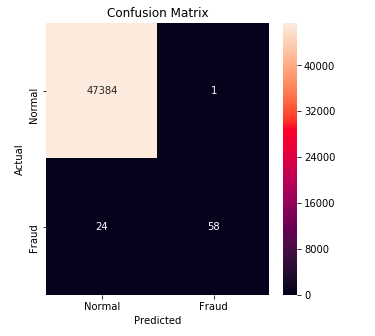 Confusion Matrix
Normal
Fraud
Actual
47384
1
24
58
Normal
Fraud
Predicted
40000
32000
24000
16000
8000
0